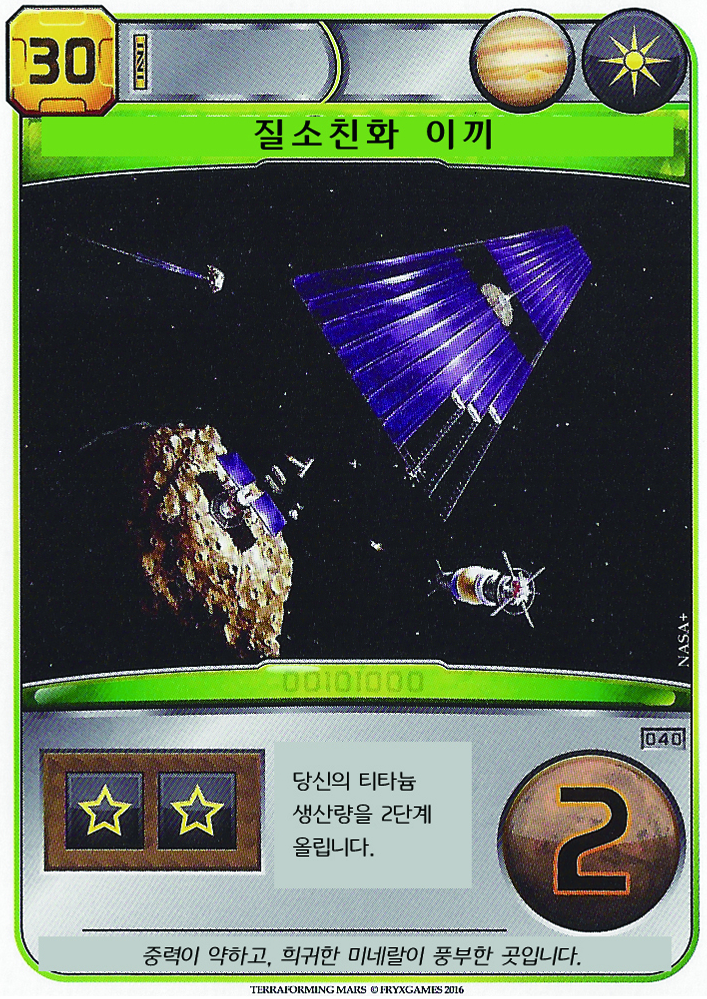 30
INIT
질소친화 이끼
NASA+
00101000
040
당신의 티타늄
생산량을 2단계
올립니다.
2
중력이 약하고, 희귀한 미네랄이 풍부한 곳입니다.
TERRAFORMING MARS © FRYXGAMES 2016